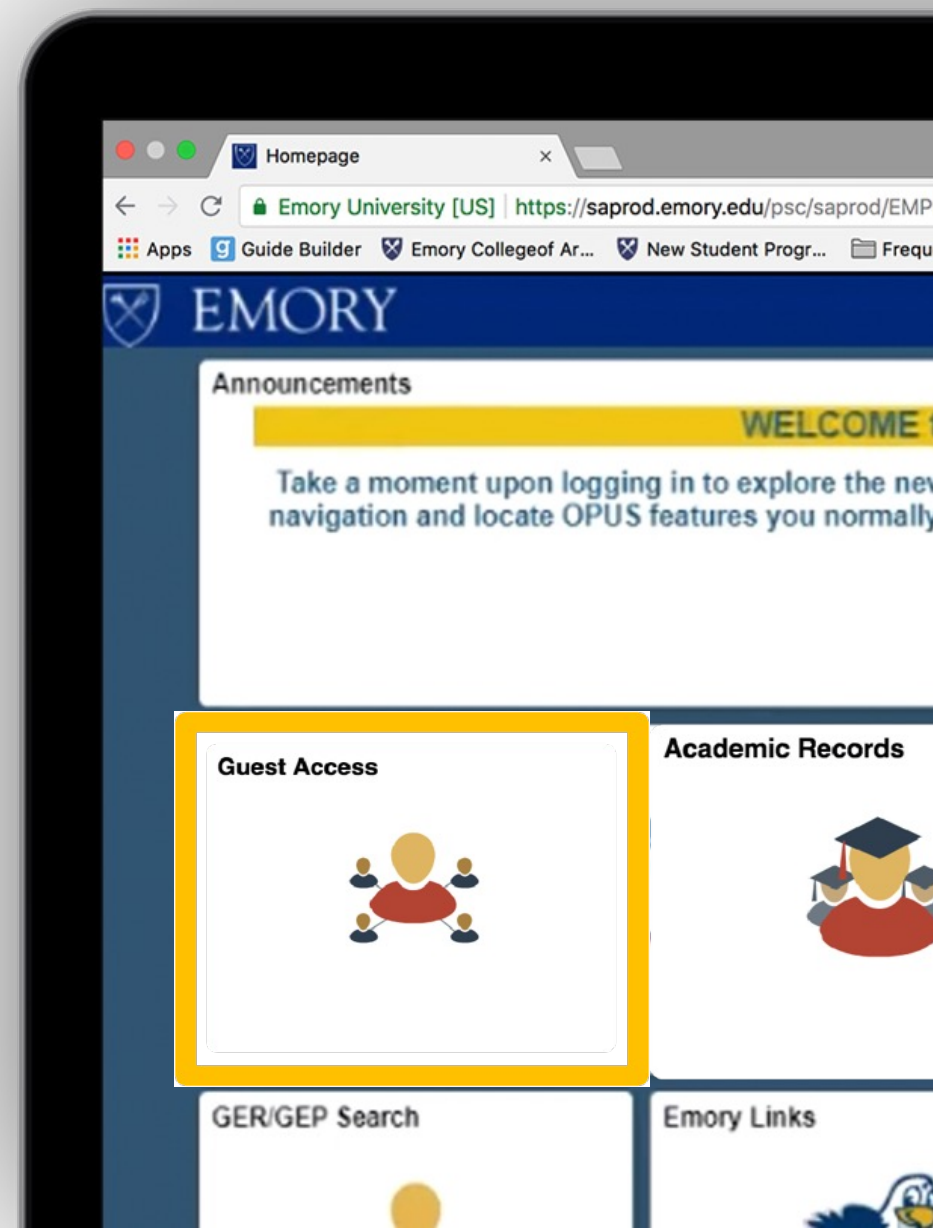 Homepage
Emory University [US] https://saprod.emory.edu/psc/saprod/EMP
Apps Guide Builder Emory Collegeof Ar... New Student Progr... Frequ
EMORY
Announcements
WELCOME
Take a moment upon logging in to explore the
navigation and locate OPUS features you normally
Guest Access
Academic Records
GER/GEP Search
Emory Links